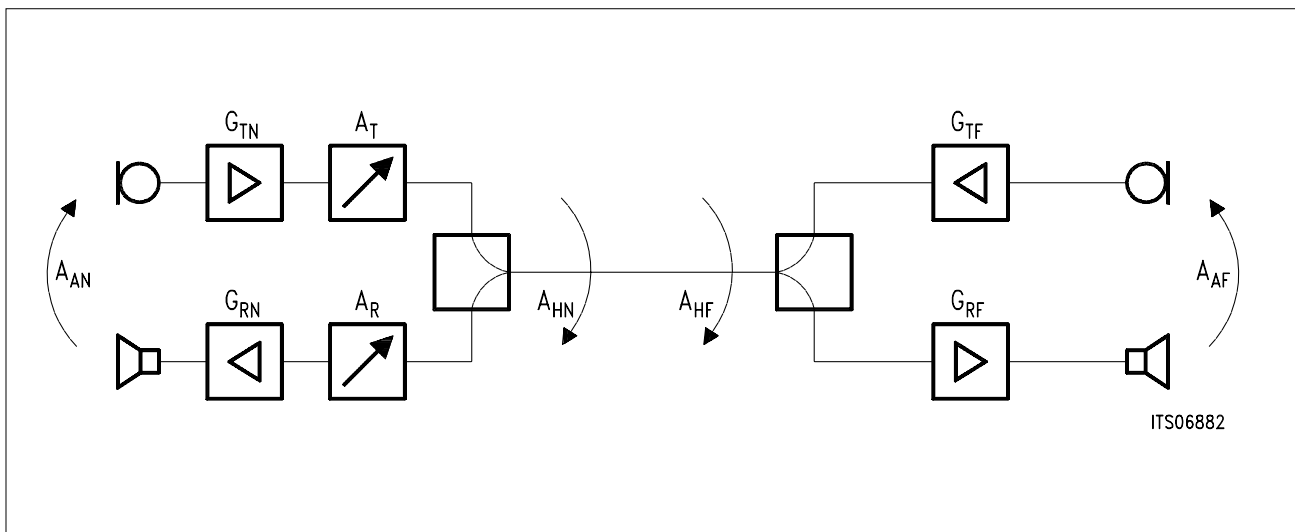 G_TN A_T G_TF
A_AN A_HN A_HF A_AF
G_RN A_R G_RF
ITS06882